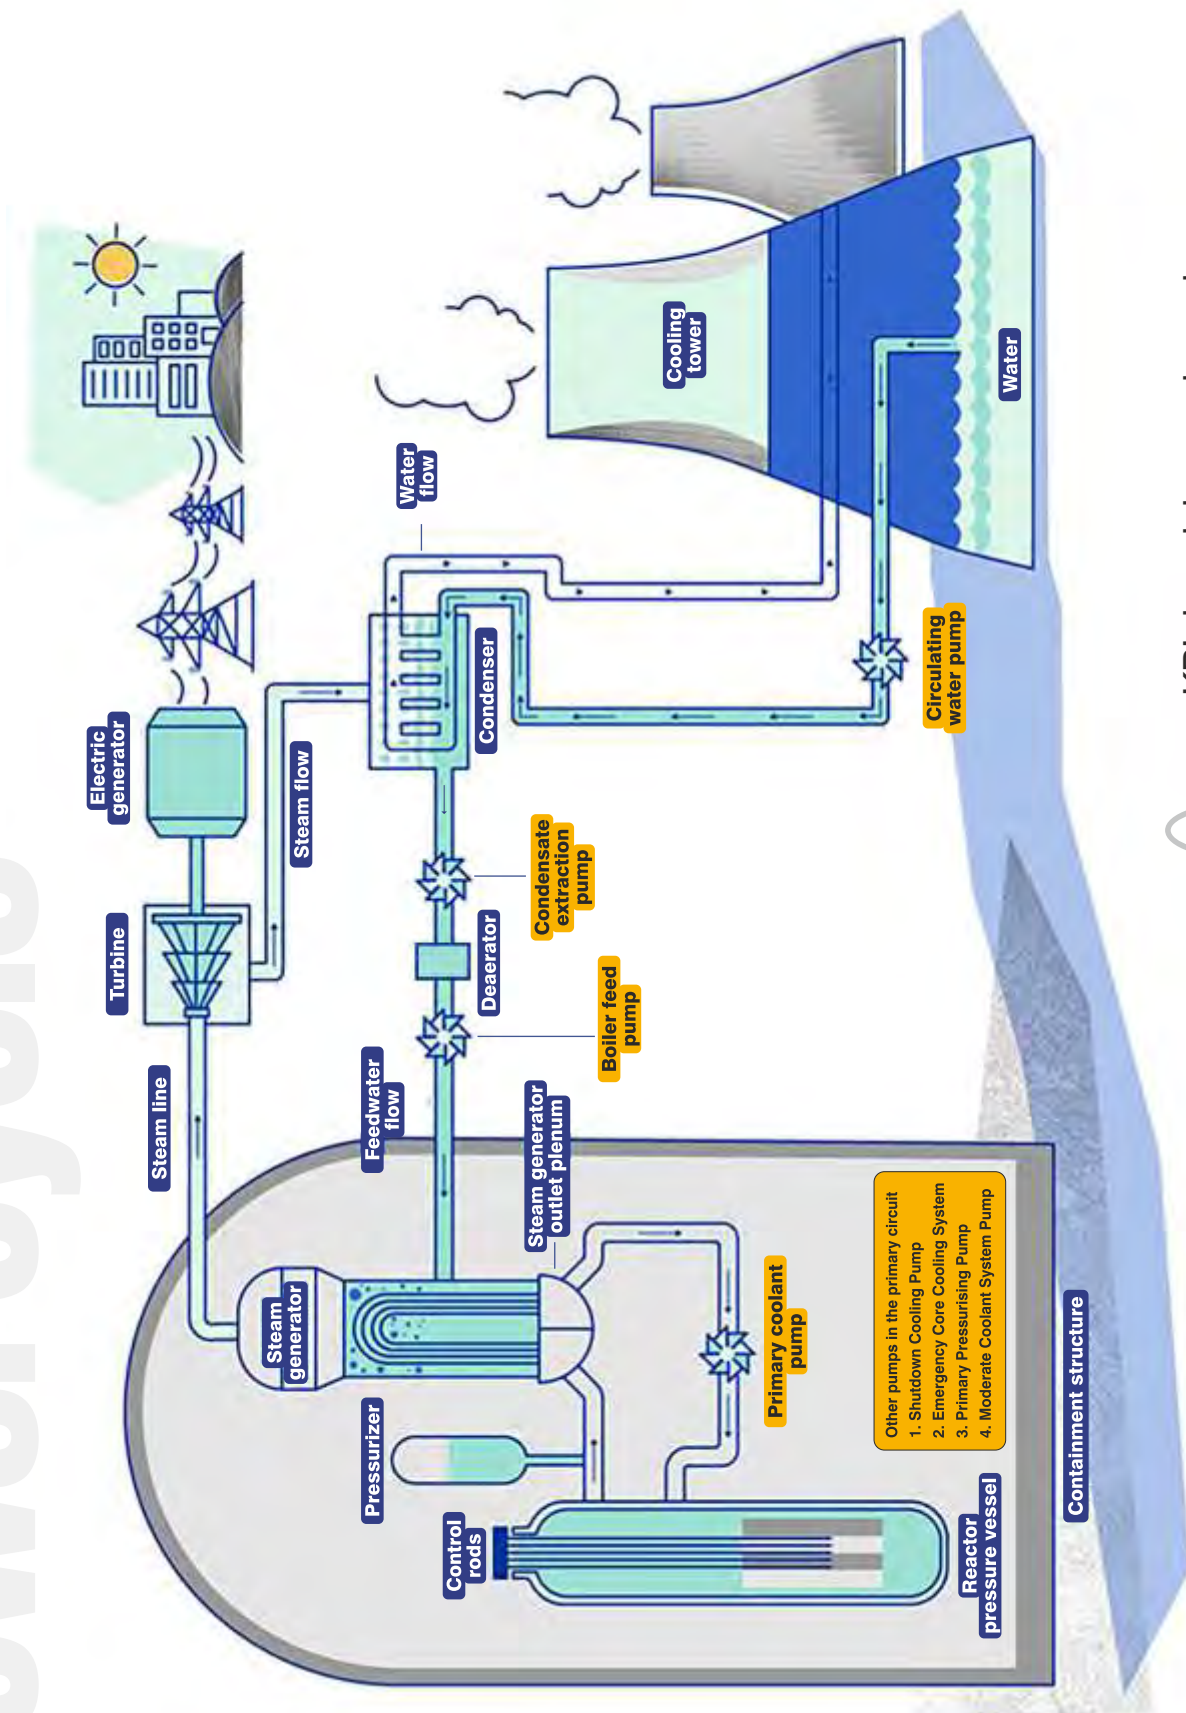 Electric
generator
Turbine
Steam line
Steam flow
Water
flow
Cooling
tower
Water
Condenser
Condensate
extraction
pump
Deaerator
Boiler feed
pump
Circulating
water pump
Feedwater
flow
Steam generator
outlet plenum
Steam
generator
Pressurizer
Control
rods
Primary coolant
pump
Other pumps in the primary circuit
1. Shutdown Cooling Pump
2. Emergency Core Cooling System
3. Primary Pressurising Pump
4. Moderate Coolant System Pump
Reactor
pressure vessel
Containment structure